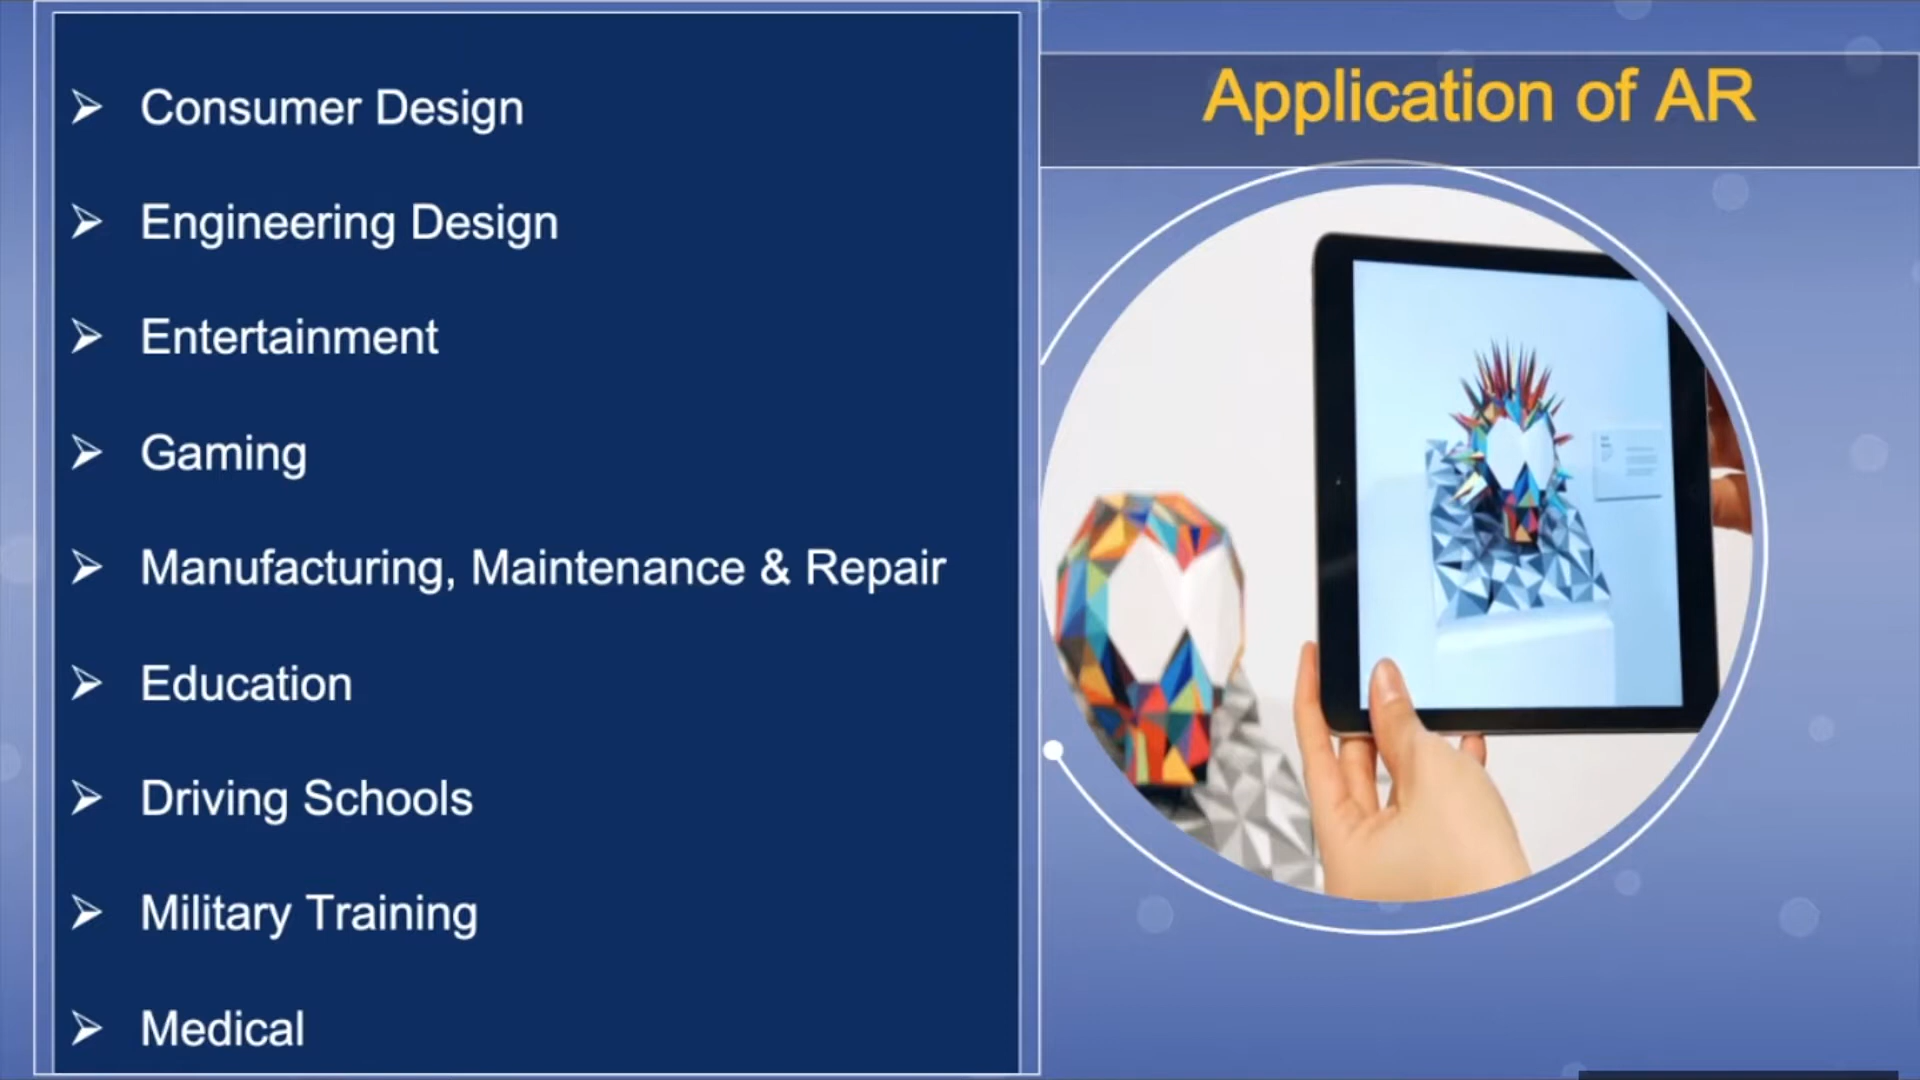 Application of AR
➢ Consumer Design
➢ Engineering Design
➢ Entertainment
➢ Gaming
➢ Manufacturing, Maintenance & Repair
➢ Education
➢ Driving Schools
➢ Military Training
➢ Medical